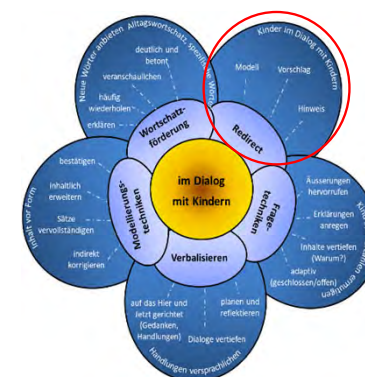 im Dialog
mit Kindern
Wortschatz-
förderung
Neue Wörter anbieten Alltagswortschatz, spezifische Wörter
deutlich und
betont
veranschaulichen
häufig
wiederholen
erklären
Redirect
Kinder im Dialog mit Kindern
Modell
Vorschlag
Hinweis
Frage-
techniken
Äusserungen
hervorrufen
Erklärungen
anregen
Inhalte vertiefen
(Warum?)
adaptiv
(geschlossen/offen)
Verbalisieren
Handlungen versprachlichen
auf das Hier und
Jetzt gerichtet
(Gedanken,
Handlungen)
Dialoge vertiefen
planen und
reflektieren
Modellierungs-
techniken
Inhalt vor Form
bestätigen
inhaltlich
erweitern
Sätze
vervollständigen
indirekt
korrigieren